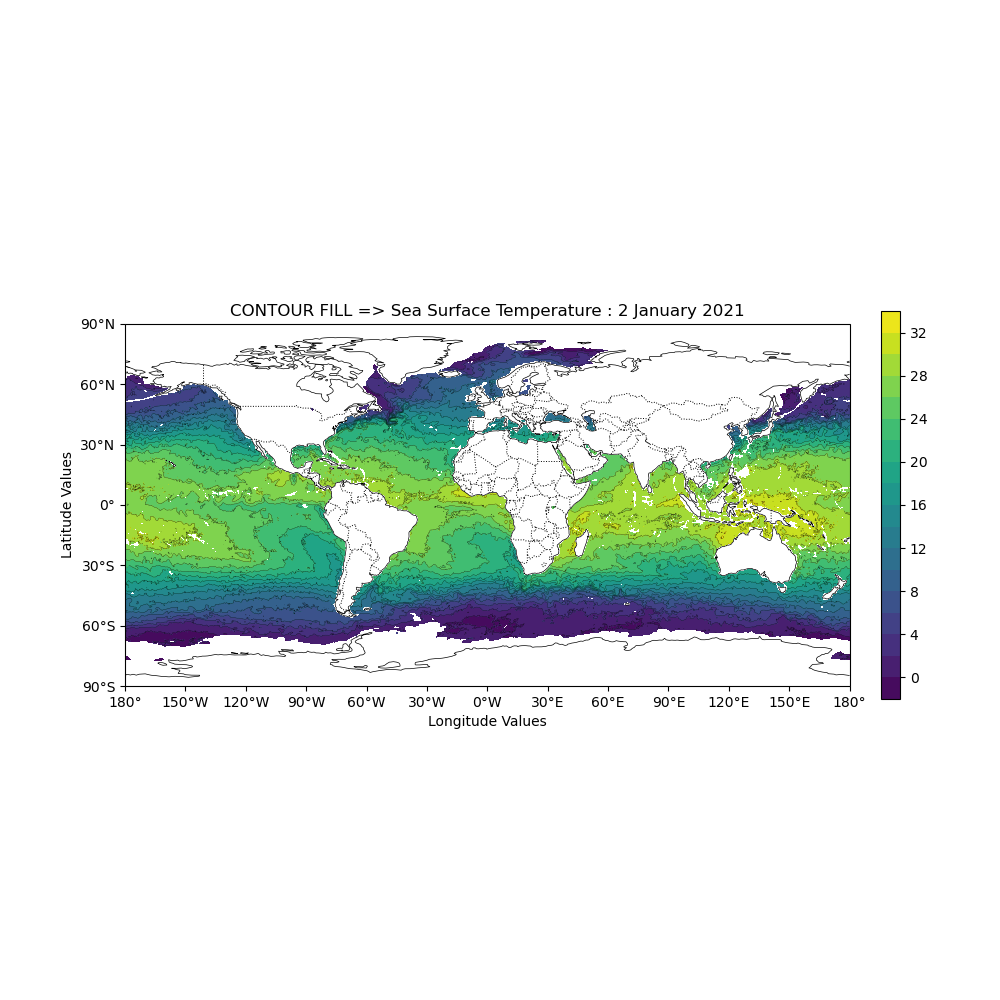 CONTOUR FILL => Sea Surface Temperature : 2 January 2021
90°N
60°N
30°N
0°
30°S
60°S
90°S
Latitude Values
180° 150°W 120°W 90°W 60°W 30°W 0°W 30°E 60°E 90°E 120°E 150°E 180°
Longitude Values
32
28
24
20
16
12
8
4
0